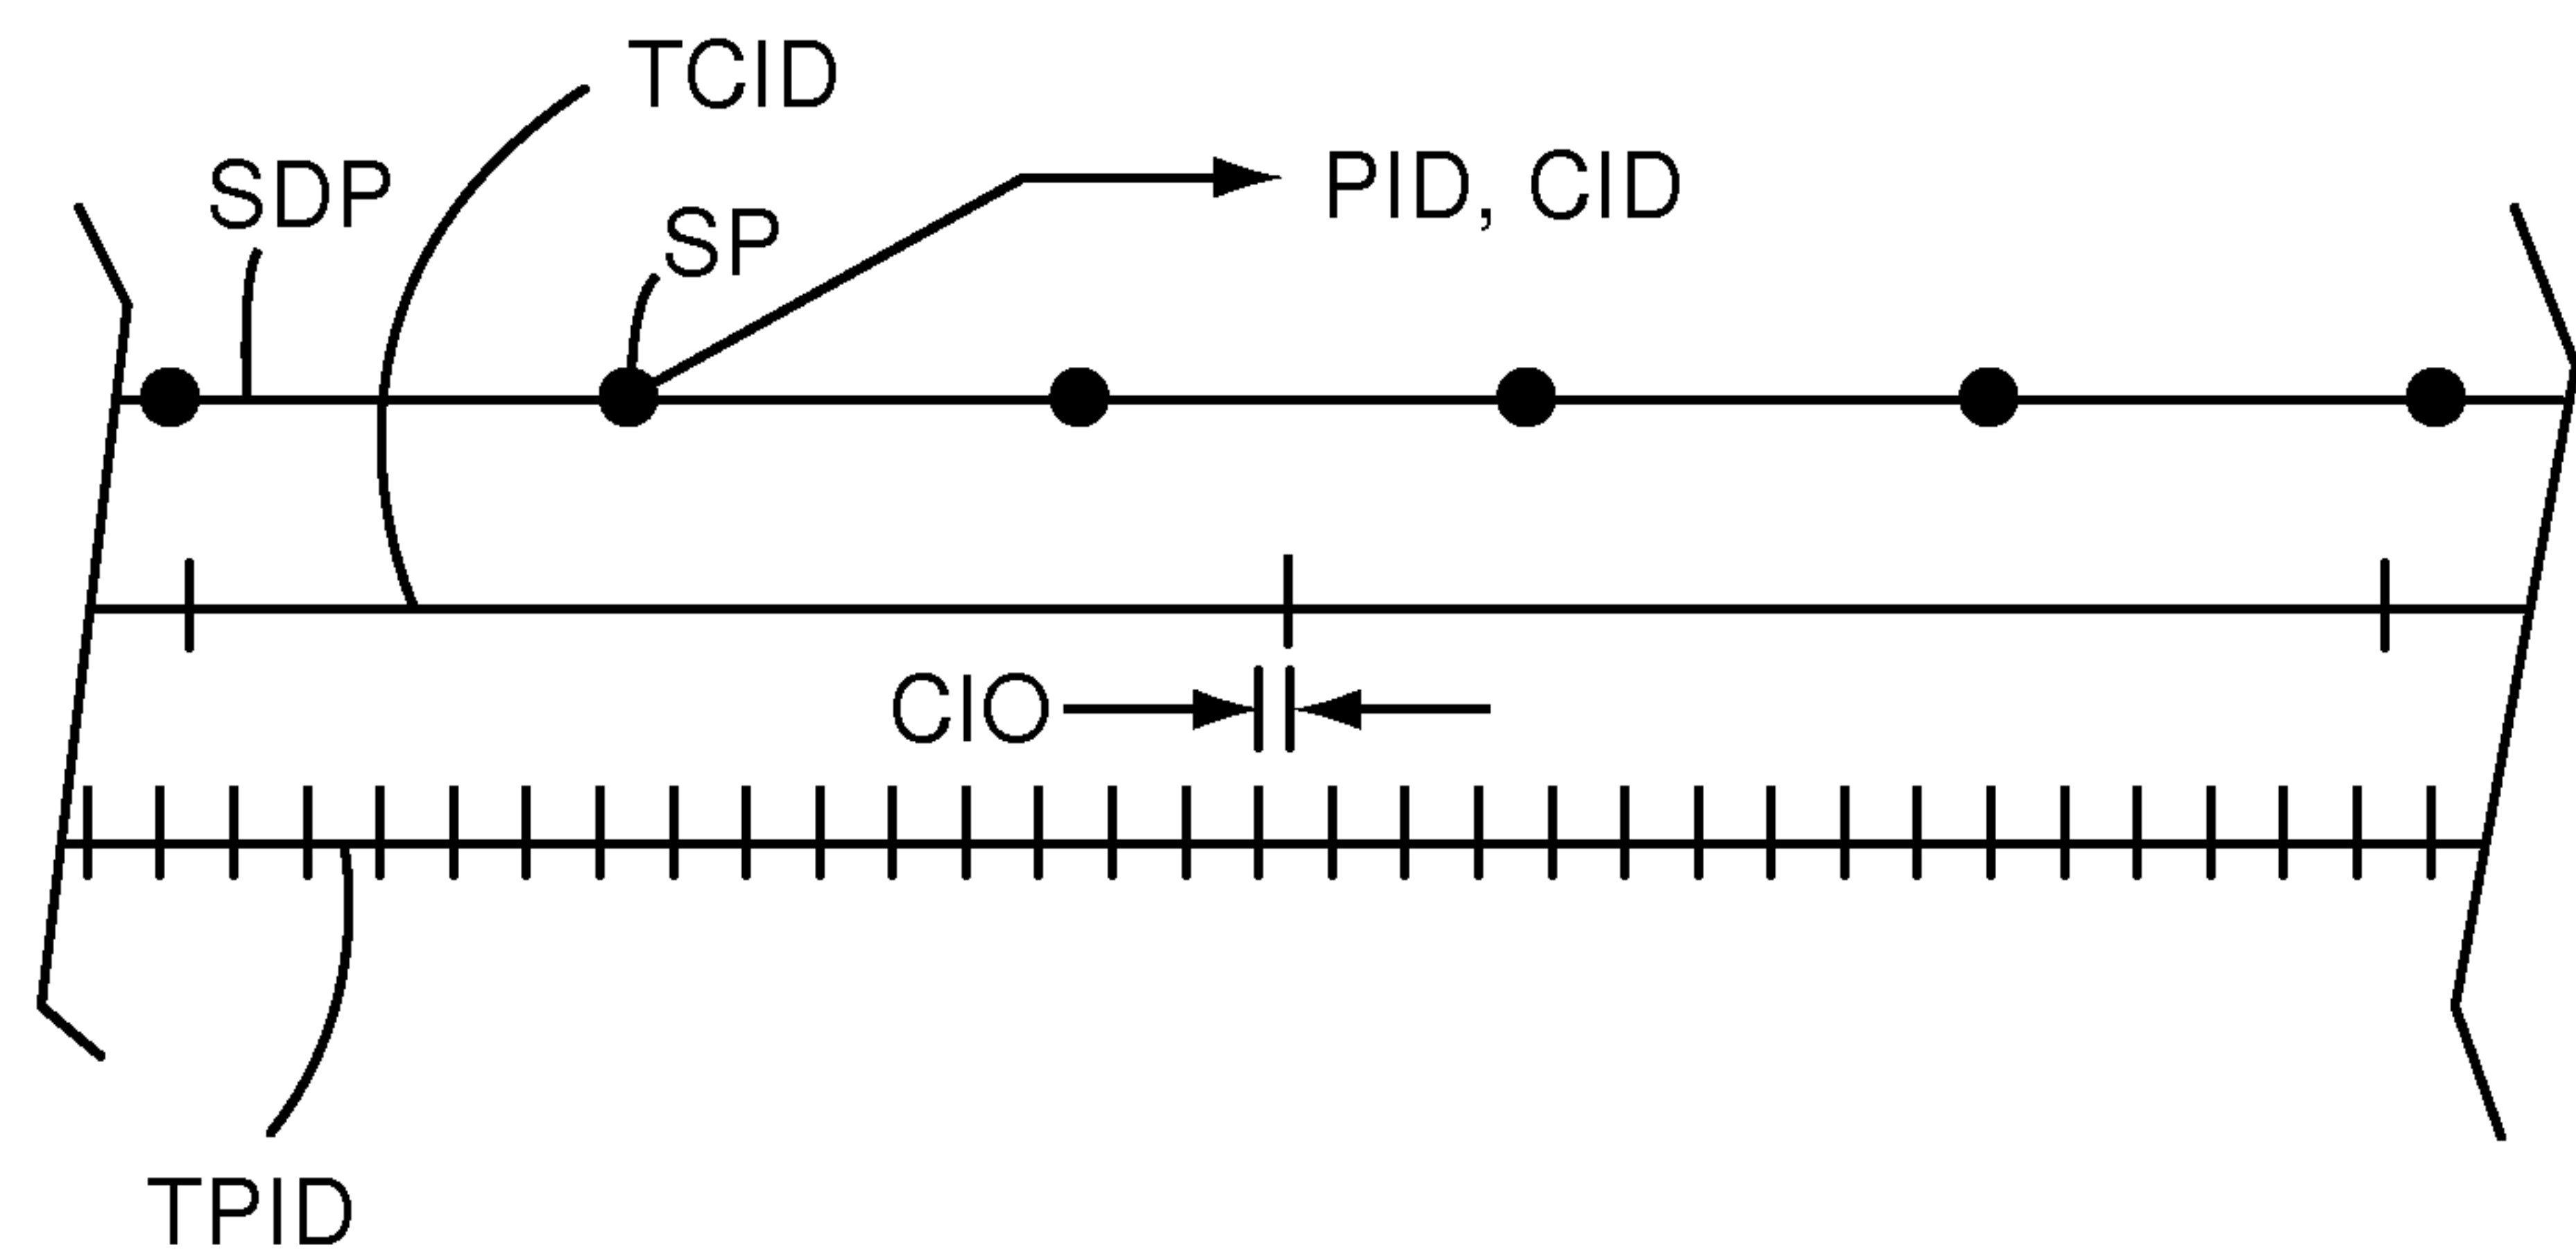 TCID
SDP
PID, CID
SP
CIO
TPID